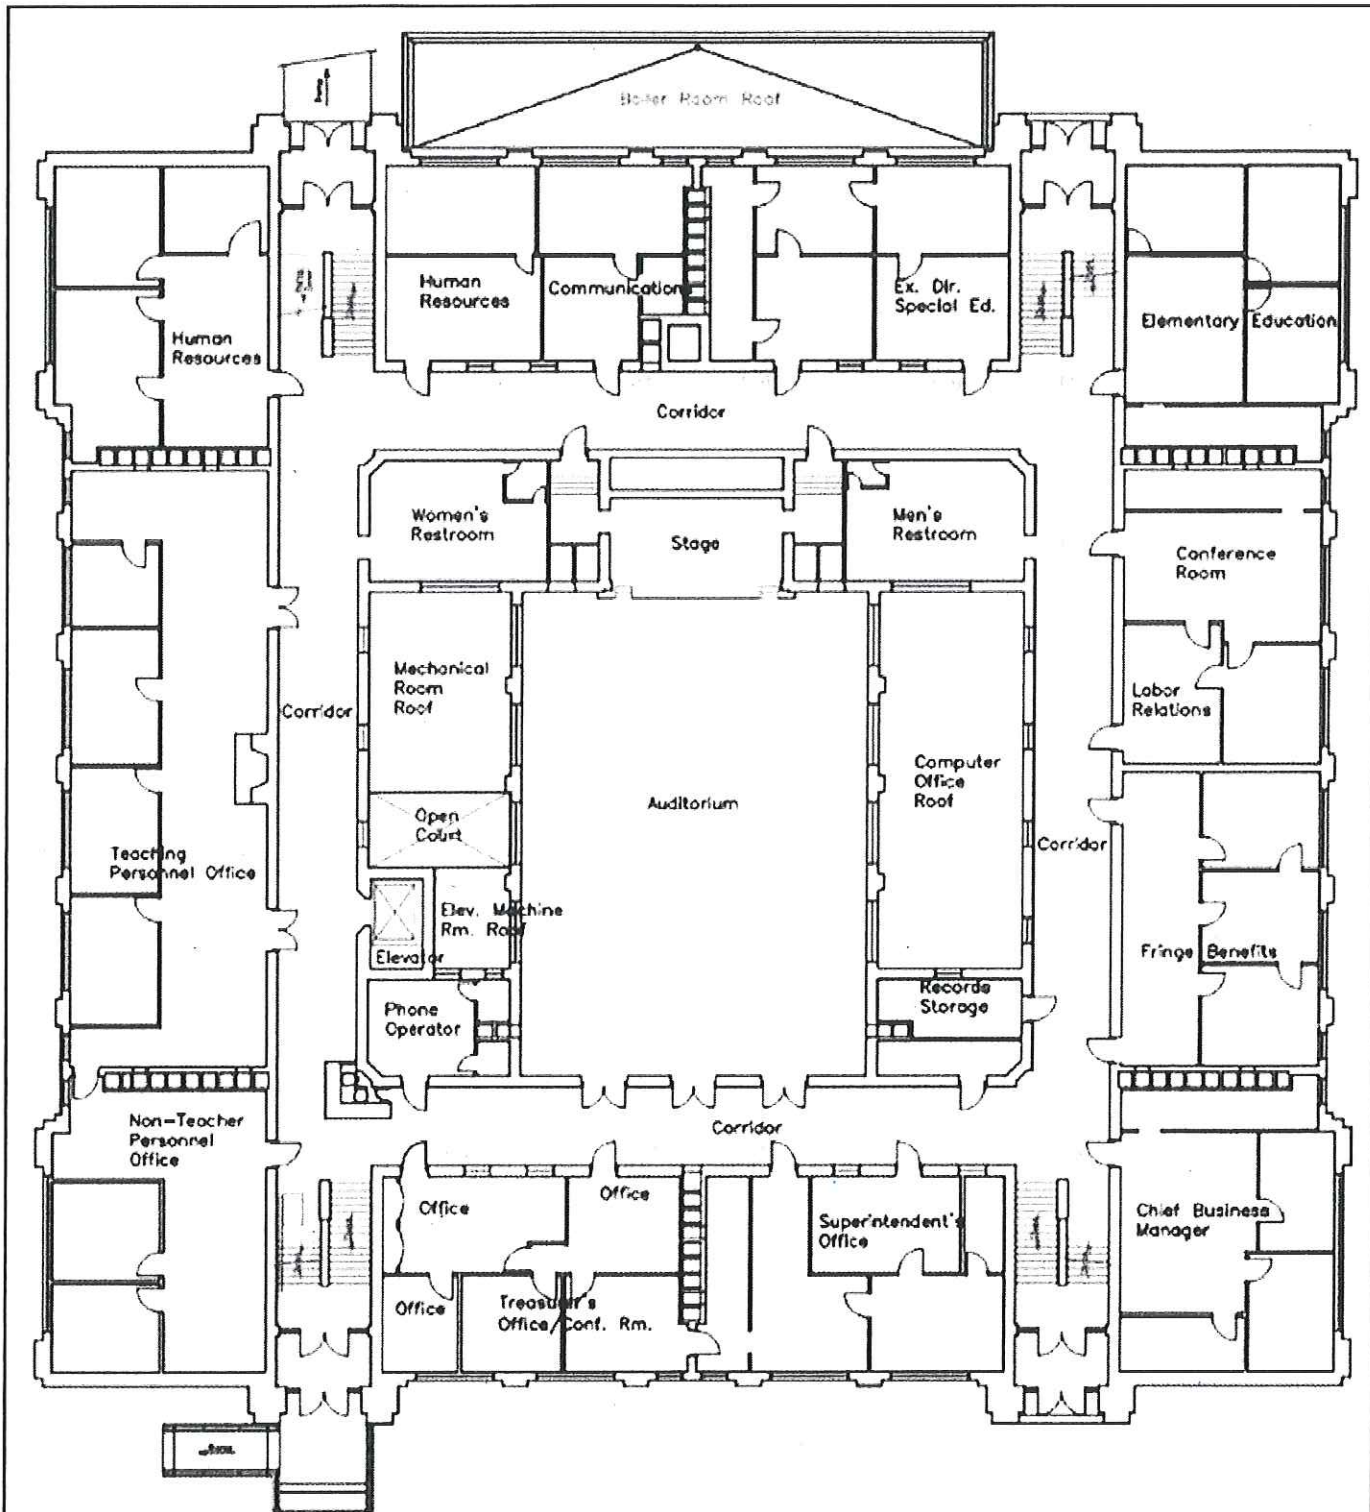 Boiler Room Roof
Human
Resources
Communications
Ex. Dir.
Special Ed.
Elementary Education
Human
Resources
Corridor
Women's
Restroom
Stage
Men's
Restroom
Conference
Room
Mechanical
Room
Roof
Labor
Relations
Corridor
Computer
Office
Roof
Auditorium
Open
Court
Corridor
Teaching
Personnel Office
Elev. Machine
Rm. Roof
Elevator
Fringe Benefits
Records
Storage
Phone
Operator
Non-Teacher
Personnel
Office
Corridor
Office
Office
Superintendent's
Office
Chief Business
Manager
Office
Treasurer's
Office/Conf. Rm.